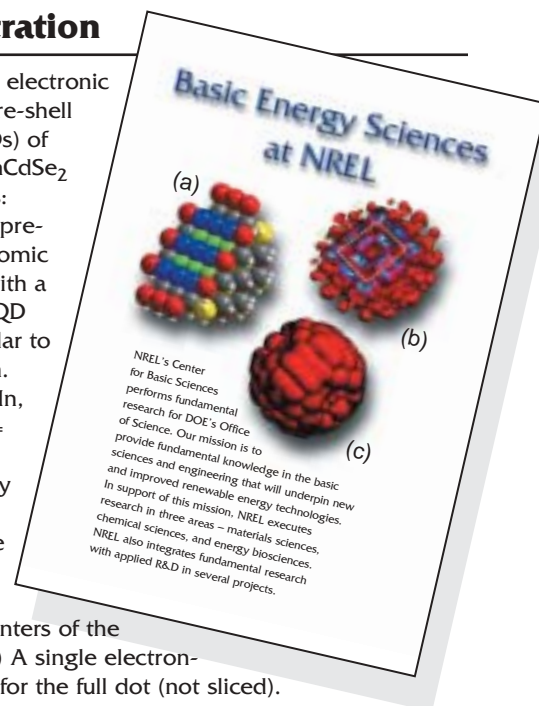 tration
electronic
re-shell
s) of
CdSe2
:
pre-
omic
ith a
QD
lar to
n.
In,
=
y
e
nters of the
) A single electron-
for the full dot (not sliced).
Basic Energy Sciences
at NREL
(a)
(b)
(c)
NREL's Center
for Basic Sciences
performs fundamental
research for DOE's Office
of Science. Our mission is to
provide fundamental knowledge in the basic
sciences and engineering that will underpin new
and improved renewable energy technologies.
In support of this mission, NREL executes
research in three areas – materials sciences,
chemical sciences, and energy biosciences.
NREL also integrates fundamental research
with applied R&D in several projects.